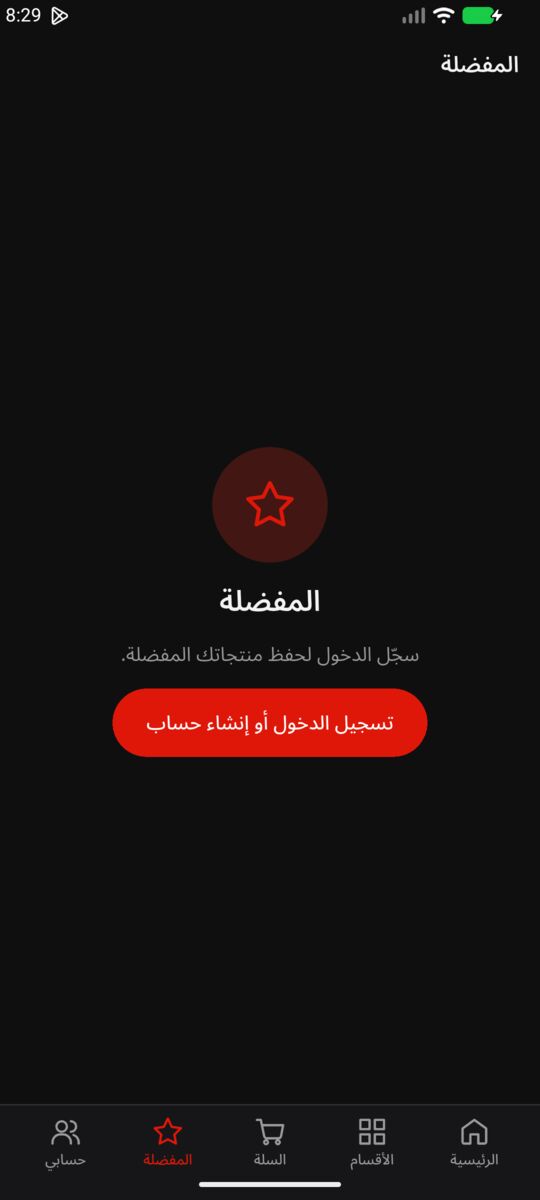 8:29
المفضلة
المفضلة
سجّل الدخول لحفظ منتجاتك المفضلة.
تسجيل الدخول أو إنشاء حساب
الرئيسية
الأقسام
السلة
المفضلة
حسابي